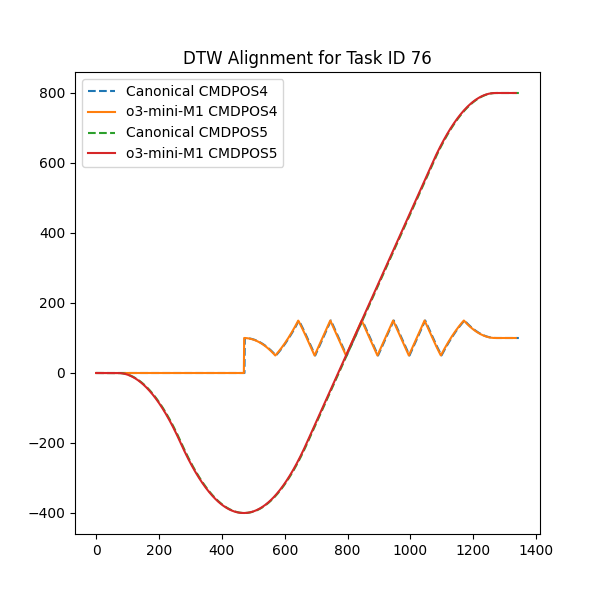 DTW Alignment for Task ID 76
Canonical CMDPOS4
o3-mini-M1 CMDPOS4
Canonical CMDPOS5
o3-mini-M1 CMDPOS5
800
600
400
200
0
−200
−400
0 200 400 600 800 1000 1200 1400